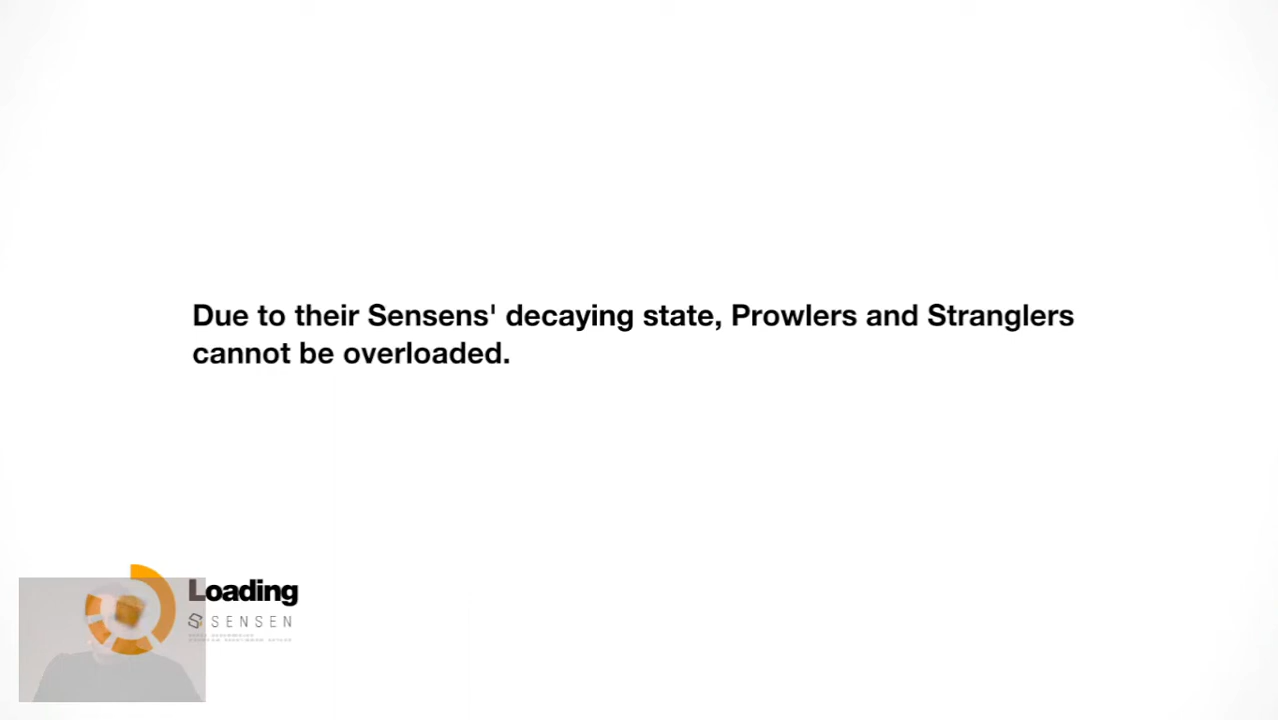 Due to their Sensens' decaying state, Prowlers and Stranglers
cannot be overloaded.
Loading
SENSEN